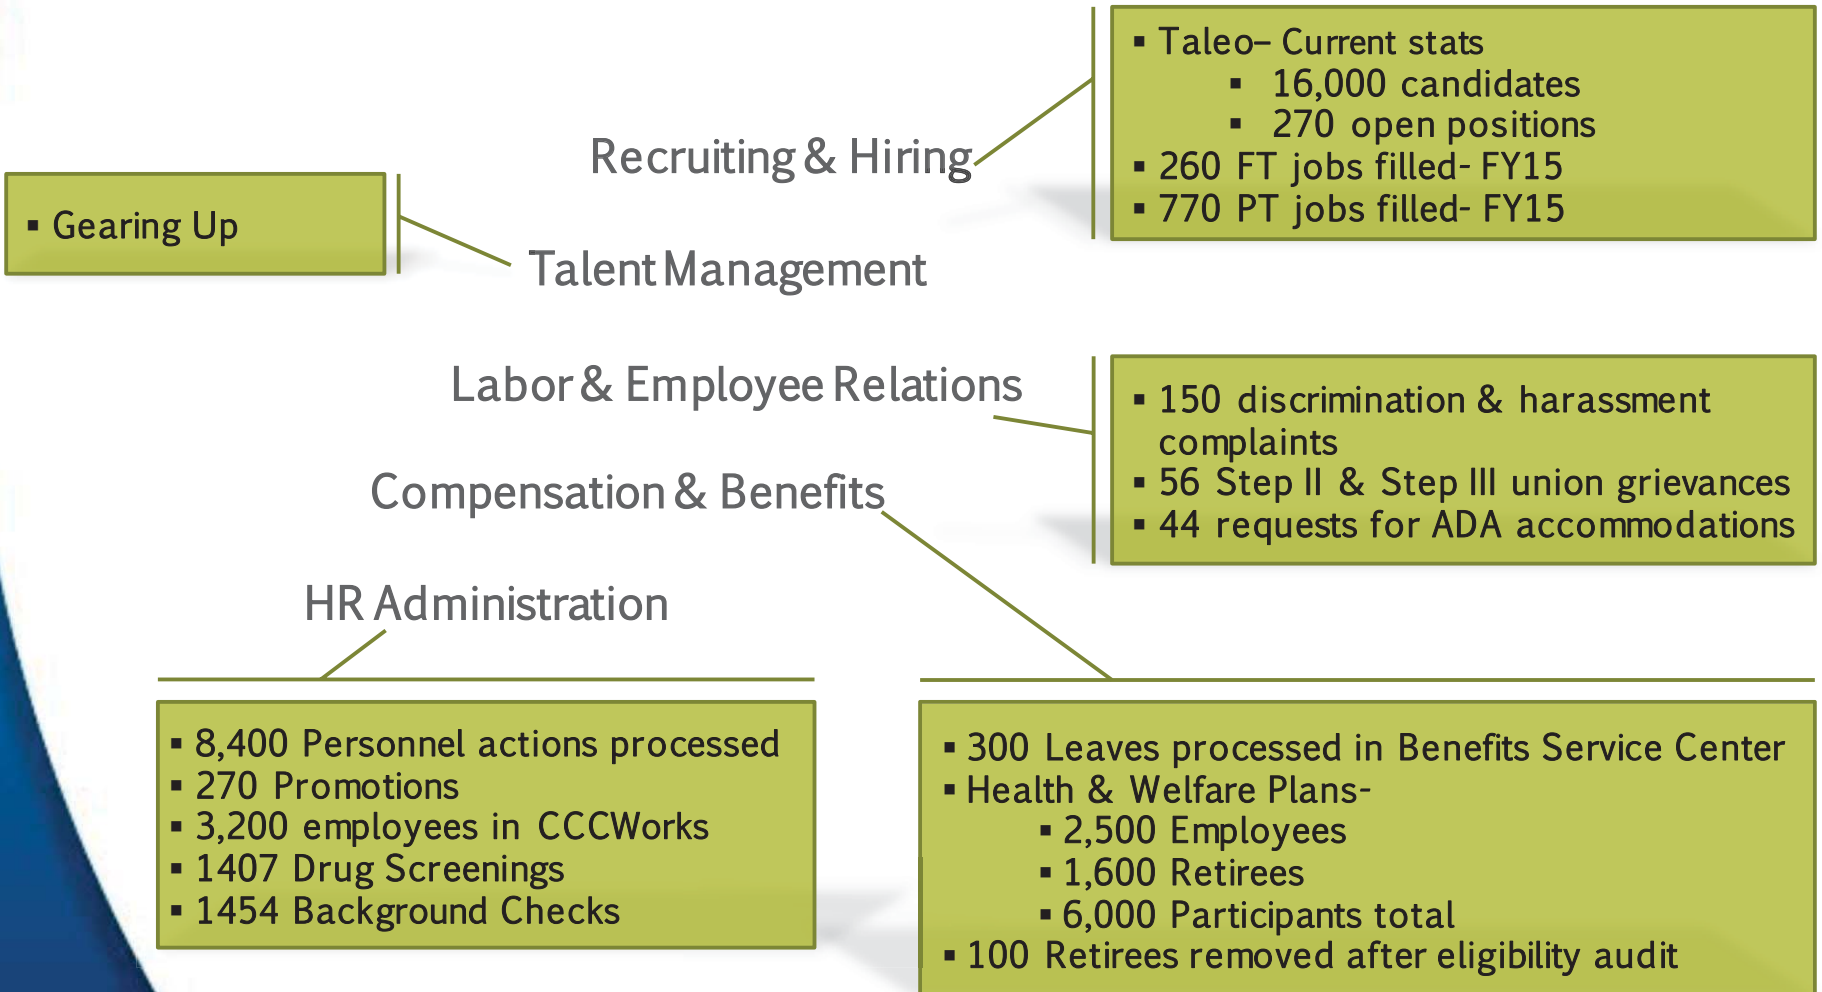 Recruiting & Hiring
▪ Taleo– Current stats
▪ 16,000 candidates
▪ 270 open positions
▪ 260 FT jobs filled- FY15
▪ 770 PT jobs filled- FY15
▪ Gearing Up
Talent Management
Labor & Employee Relations
▪ 150 discrimination & harassment
complaints
▪ 56 Step II & Step III union grievances
▪ 44 requests for ADA accommodations
Compensation & Benefits
HR Administration
▪ 8,400 Personnel actions processed
▪ 270 Promotions
▪ 3,200 employees in CCCWorks
▪ 1407 Drug Screenings
▪ 1454 Background Checks
▪ 300 Leaves processed in Benefits Service Center
▪ Health & Welfare Plans-
▪ 2,500 Employees
▪ 1,600 Retirees
▪ 6,000 Participants total
▪ 100 Retirees removed after eligibility audit